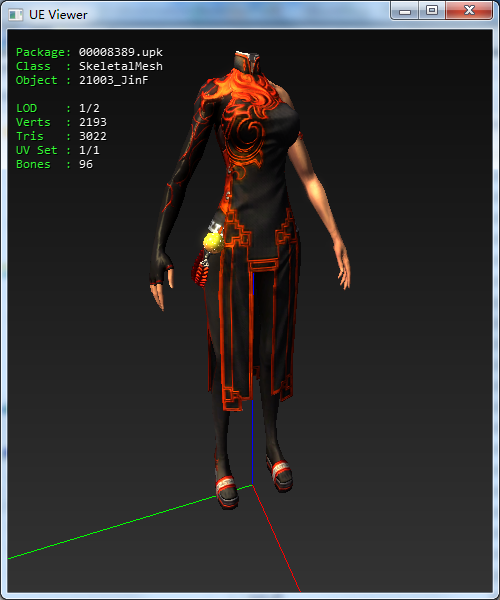 UE Viewer
Package: 00008389.upk
Class  : SkeletalMesh
Object : 21003_JinF
LOD    : 1/2
Verts  : 2193
Tris   : 3022
UV Set : 1/1
Bones  : 96